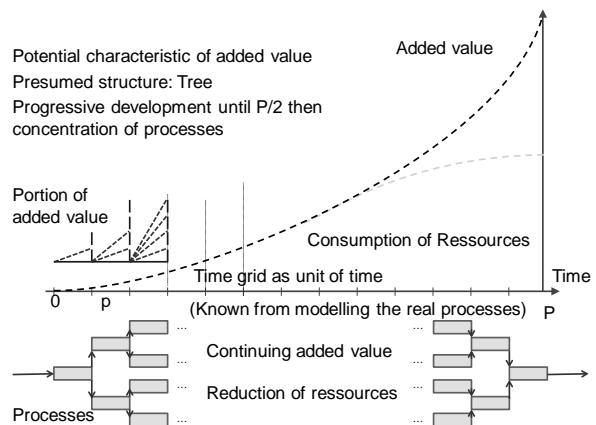 Potential characteristic of added value
Presumed structure: Tree
Progressive development until P/2 then
concentration of processes
Added value
Portion of
added value
Consumption of Ressources
Time grid as unit of time
Time
0
p
(Known from modelling the real processes)
P
...
...
Continuing added value
...
...
...
...
Reduction of ressources
...
...
Processes